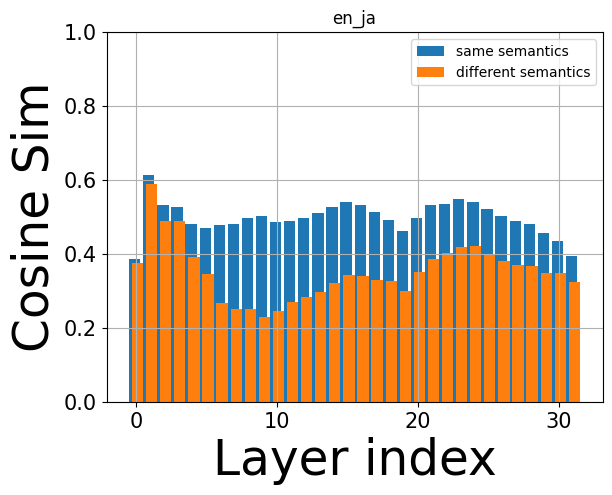 en_ja
same semantics
different semantics
Cosine Sim
1.0
0.8
0.6
0.4
0.2
0.0
0 10 20 30
Layer index